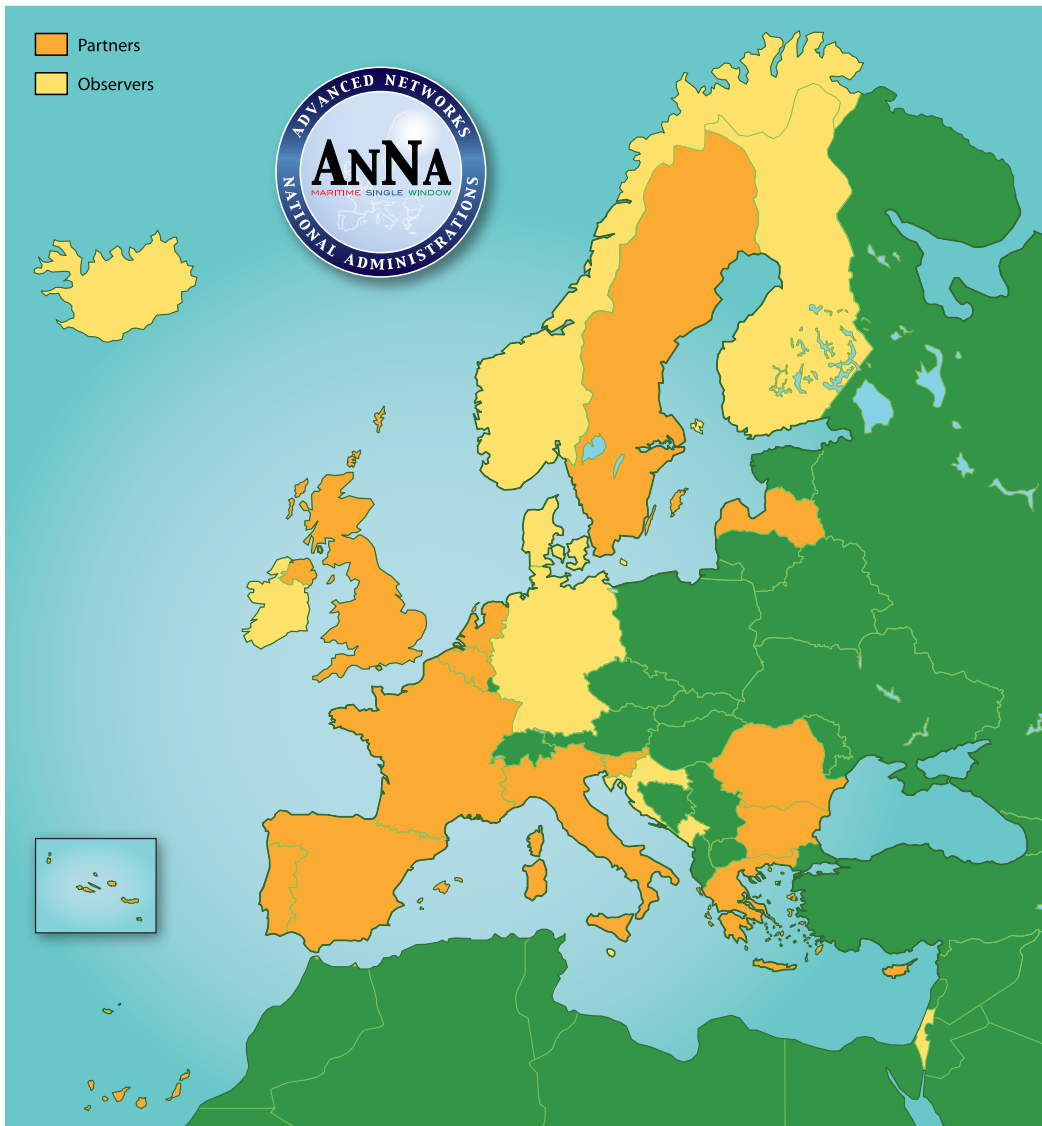 Partners
Observers
ADVANCED NETWORKS
ANNA
MARITIME SINGLE WINDOW
NATIONAL ADMINISTRATIONS